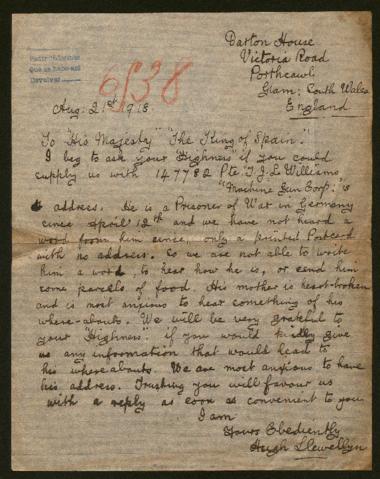 Darton House
Victoria Road
Porthcawl
Glam: South Wales
England
6/38
Aug. 21st 1918
To "His Majesty" "The King of Spain."
I beg to ask your "Highness" if you could
supply us with 147782 Pte T.J.L. Williams
"Machine Gun Corp:"s
address. He is a Prisoner of War in Germany
since April 12th and we have not heard a
word from him since, only a printed Postcard
with no address. So we are not able to write
him a word, to hear how he is, or send him
some parcels of food. His mother is heart-broken
and is most anxious to hear something of his
where-abouts. We will be very grateful to
your "Highness" if you would kindly give
us any information that would lead to
his whereabouts. We are most anxious to have
his address. Trusting you will favour us
with a reply as soon as convenient to you
I am
Yours Obediently
Hugh Llewellyn